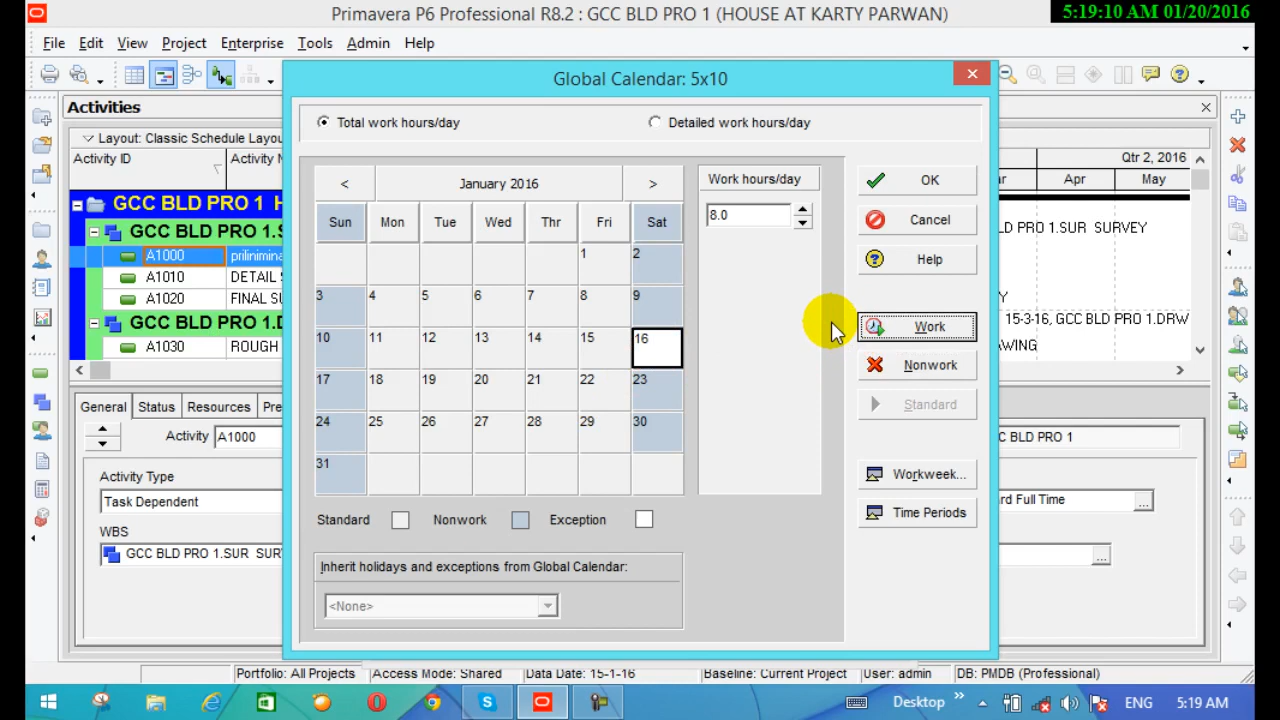 Primavera P6 Professional R8.2 : GCC BLD PRO 1 (HOUSE AT KARTY PARWAN)
5:19:10 AM 01/20/2016
File Edit View Project Enterprise Tools Admin Help
Global Calendar: 5x10
Activities
Total work hours/day
Detailed work hours/day
Layout: Classic Schedule Layou
Activity ID
Activity N
Qtr 2, 2016
Apr
May
< January 2016 >
Work hours/day
8.0
OK
Cancel
Help
Work
Nonwork
Standard
Workweek...
Time Periods
Sun Mon Tue Wed Thr Fri Sat
1 2
3 4 5 6 7 8 9
10 11 12 13 14 15 16
17 18 19 20 21 22 23
24 25 26 27 28 29 30
31
Standard Nonwork Exception
Inherit holidays and exceptions from Global Calendar:
<None>
GCC BLD PRO 1 H
GCC BLD PRO 1.S
A1000 prilinimina
A1010 DETAIL S
A1020 FINAL SU
GCC BLD PRO 1.D
A1030 ROUGH
LD PRO 1.SUR SURVEY
15-3-16, GCC BLD PRO 1.DRW
AWING
General Status Resources Pre
Activity A1000
C BLD PRO 1
Activity Type
Task Dependent
rd Full Time
WBS
GCC BLD PRO 1.SUR SUR
Portfolio: All Projects Access Mode: Shared Data Date: 15-1-16 Baseline: Current Project User: admin DB: PMDB (Professional)
Desktop ENG 5:19 AM